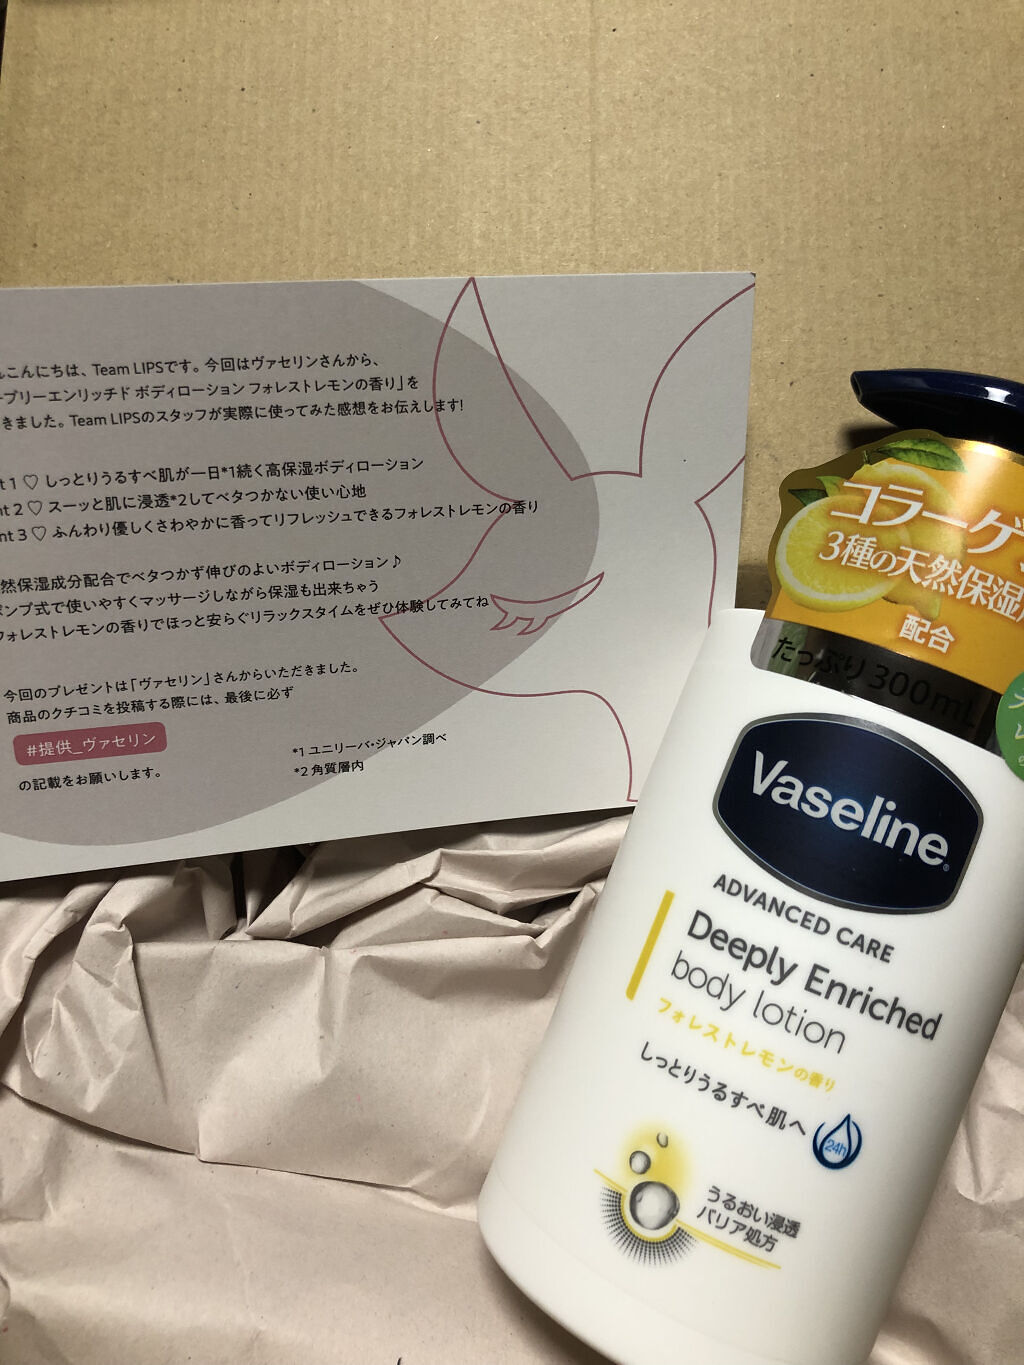 んこんにちは、Team LIPSです。今回はヴァセリンさんから、
ープリーエンリッチド ボディローション フォレストレモンの香り」を
きました。Team LIPSのスタッフが実際に使ってみた感想をお伝えします!
nt 1 ♡ しっとりうるすべ肌が一日*1続く高保湿ボディローション
nt 2 ♡ スーッと肌に浸透*2してベタつかない使い心地
nt 3 ♡ ふんわり優しくさわやかに香ってリフレッシュできるフォレストレモンの香り
然保湿成分配合でベタつかず伸びのよいボディローション♪
ポンプ式で使いやすくマッサージしながら保湿も出来ちゃう
フォレストレモンの香りでほっと安らぐリラックスタイムをぜひ体験してみてね
今回のプレゼントは「ヴァセリン」さんからいただきました。
商品のクチコミを投稿する際には、最後に必ず
#提供_ヴァセリン
の記載をお願いします。
*1 ユニリーバ・ジャパン調べ
*2 角質層内
コラーゲ
3種の天然保湿
配合
たっぷり300mL
Vaseline
ADVANCED CARE
Deeply Enriched
body lotion
フォレストレモンの香り
しっとりうるすべ肌へ
24h
うるおい浸透
バリア処方